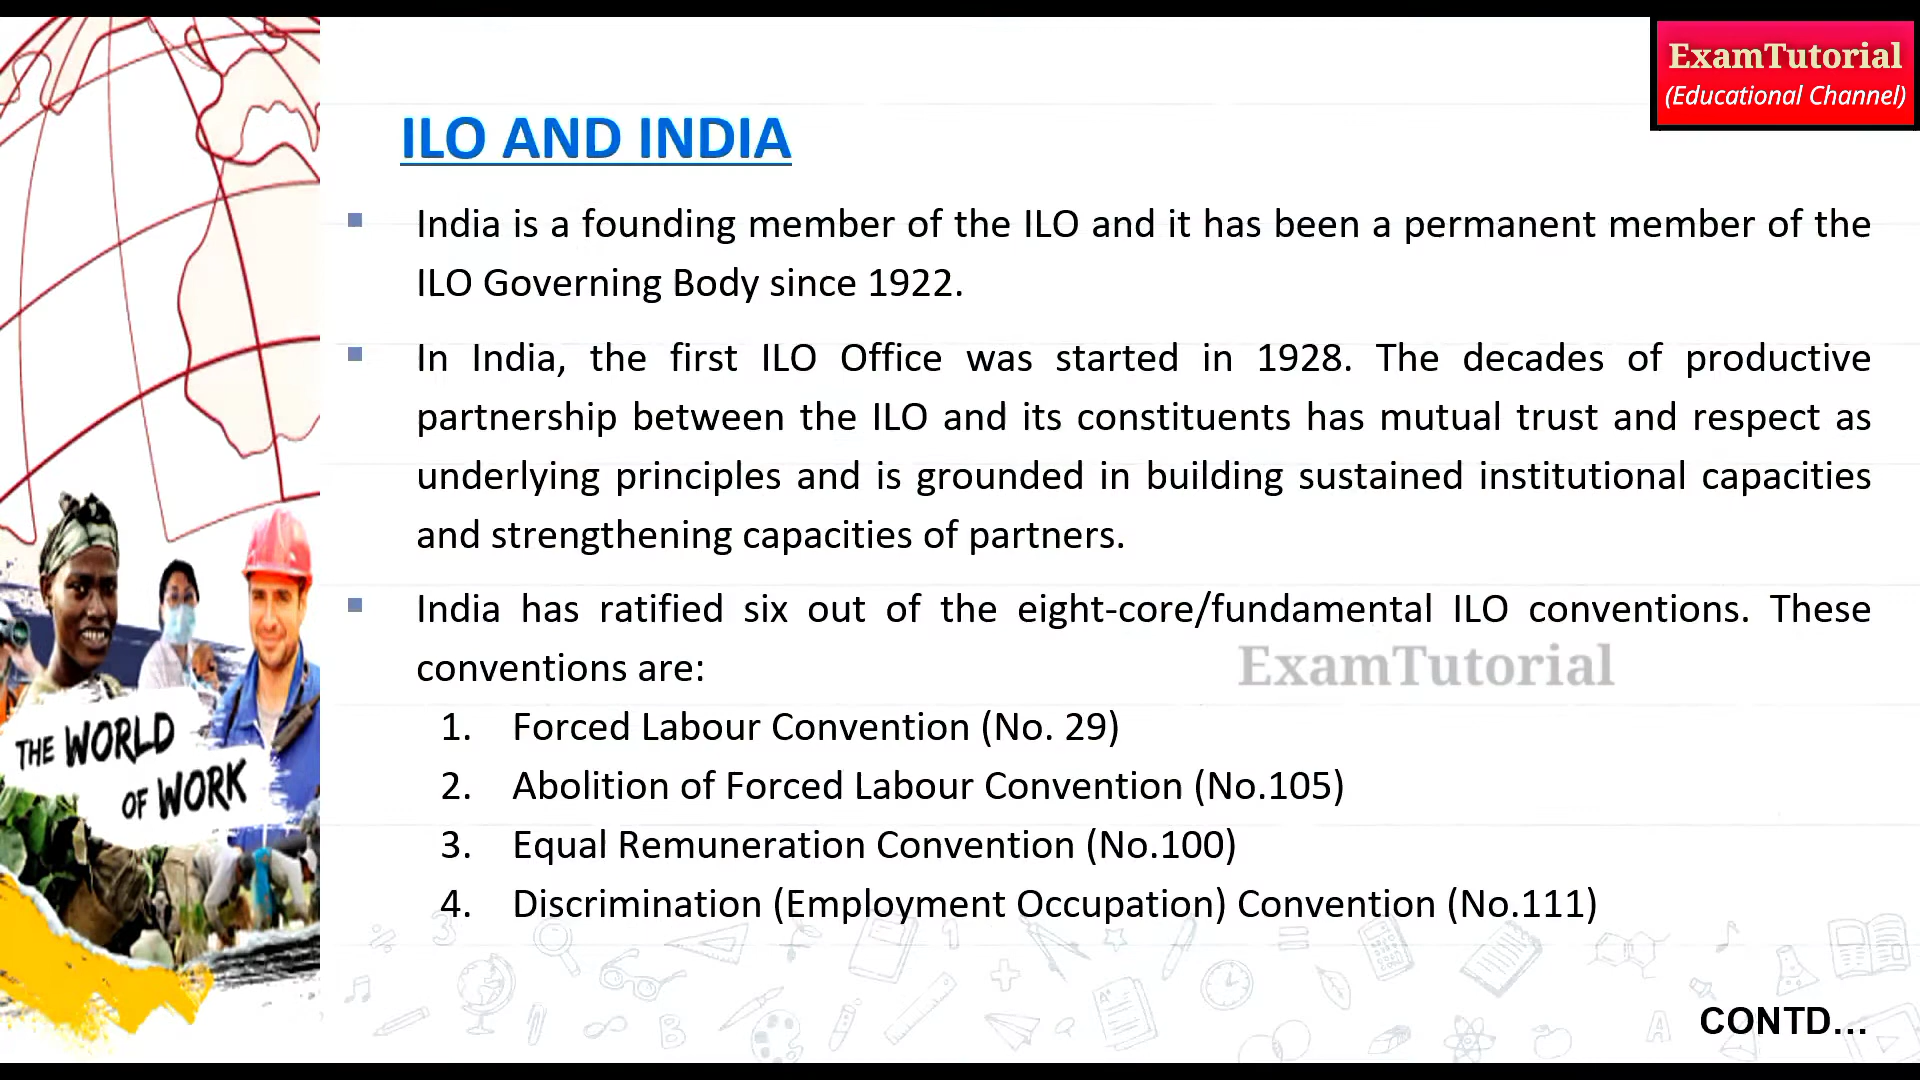 ExamTutorial
(Educational Channel)
ILO AND INDIA
India is a founding member of the ILO and it has been a permanent member of the
ILO Governing Body since 1922.
In India, the first ILO Office was started in 1928. The decades of productive
partnership between the ILO and its constituents has mutual trust and respect as
underlying principles and is grounded in building sustained institutional capacities
and strengthening capacities of partners.
India has ratified six out of the eight-core/fundamental ILO conventions. These
conventions are:
ExamTutorial
1. Forced Labour Convention (No. 29)
2. Abolition of Forced Labour Convention (No.105)
3. Equal Remuneration Convention (No.100)
4. Discrimination (Employment Occupation) Convention (No.111)
THE WORLD
OF WORK
CONTD...